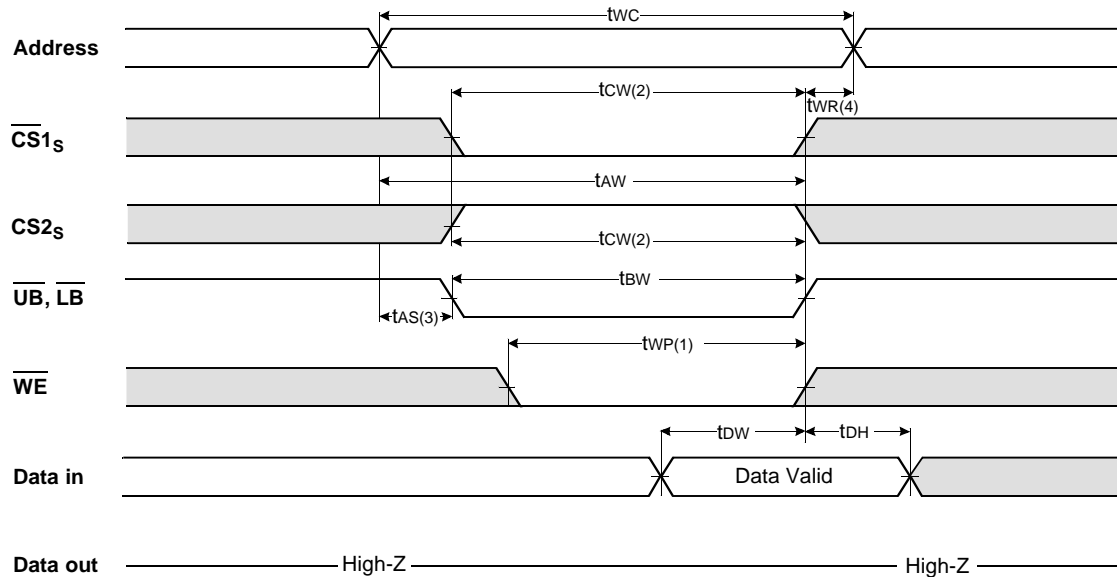 tWC
Address
tCW(2)
tWR(4)
CS1S
tAW
CS2S
tCW(2)
tBW
UB, LB
tAS(3)
tWP(1)
WE
tDW
tDH
Data in
Data Valid
Data out
High-Z
High-Z